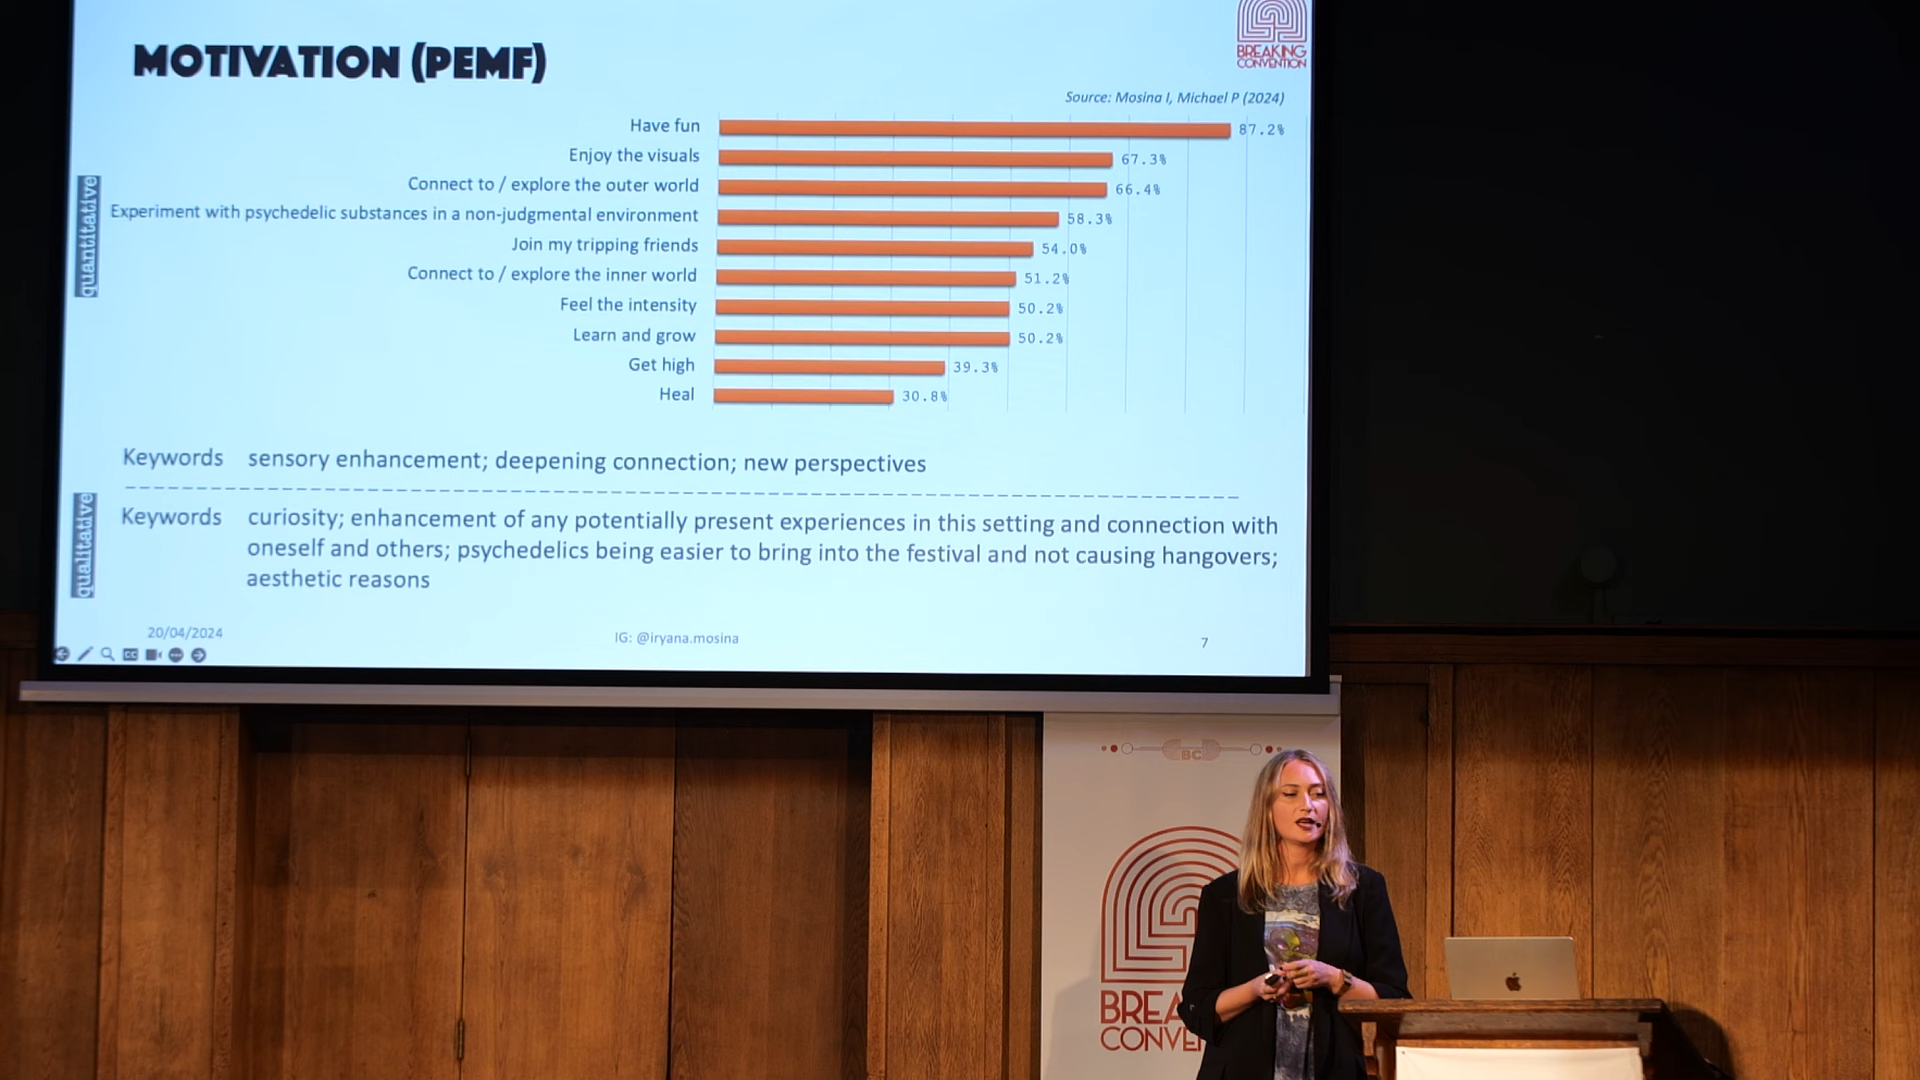 MOTIVATION (PEMF)
BREAKING
CONVENTION
Source: Mosina I, Michael P (2024)
quantitative
Have fun 87.2%
Enjoy the visuals 67.3%
Connect to / explore the outer world 66.4%
Experiment with psychedelic substances in a non-judgmental environment 58.3%
Join my tripping friends 54.0%
Connect to / explore the inner world 51.2%
Feel the intensity 50.2%
Learn and grow 50.2%
Get high 39.3%
Heal 30.8%
Keywords sensory enhancement; deepening connection; new perspectives
qualitative
Keywords curiosity; enhancement of any potentially present experiences in this setting and connection with
oneself and others; psychedelics being easier to bring into the festival and not causing hangovers;
aesthetic reasons
20/04/2024 IG: @iryana.mosina 7
CC
BC
BREA
CONVE